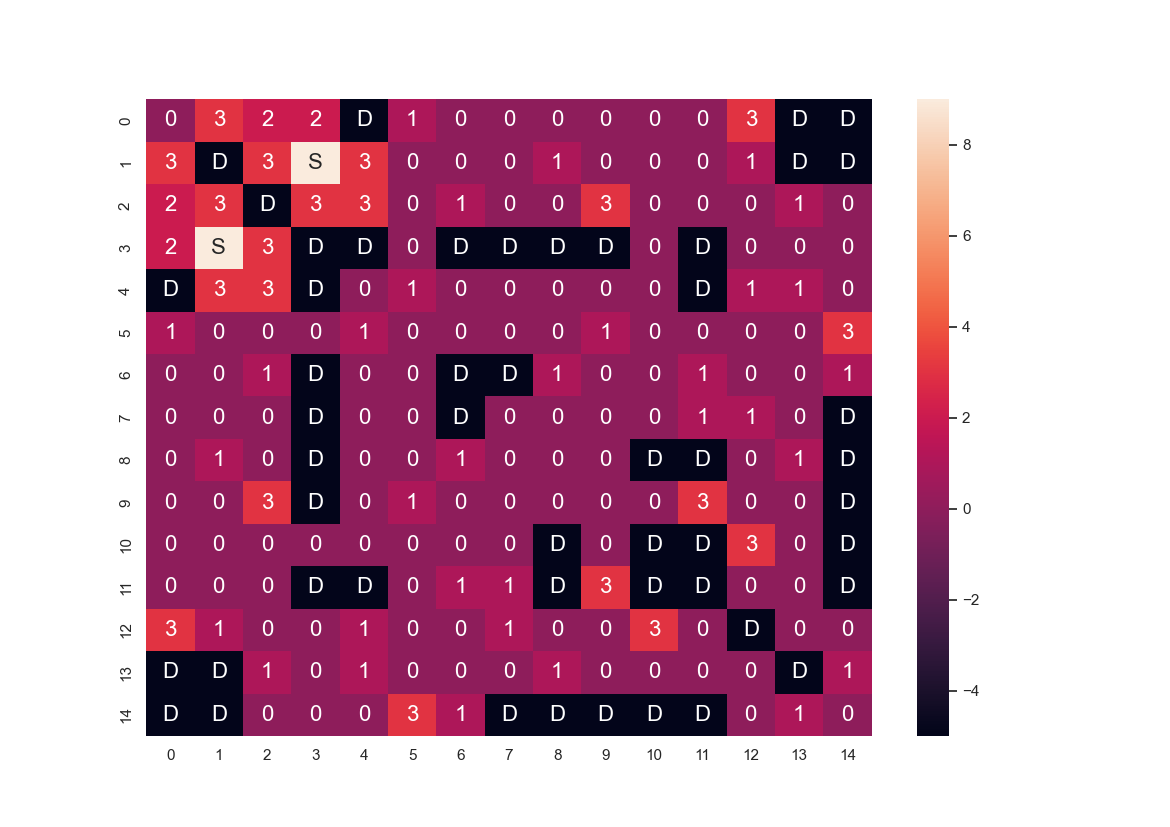 0 0 3 2 2 D 1 0 0 0 0 0 0 3 D D
1 3 D 3 S 3 0 0 0 1 0 0 0 1 D D
2 2 3 D 3 3 0 1 0 0 3 0 0 0 1 0
3 2 S 3 D D 0 D D D D 0 D 0 0 0
4 D 3 3 D 0 1 0 0 0 0 0 D 1 1 0
5 1 0 0 0 1 0 0 0 0 1 0 0 0 0 3
6 0 0 1 D 0 0 D D 1 0 0 1 0 0 1
7 0 0 0 D 0 0 D 0 0 0 0 1 1 0 D
8 0 1 0 D 0 0 1 0 0 0 D D 0 1 D
9 0 0 3 D 0 1 0 0 0 0 0 3 0 0 D
10 0 0 0 0 0 0 0 0 D 0 D D 3 0 D
11 0 0 0 D D 0 1 1 D 3 D D 0 0 D
12 3 1 0 0 1 0 0 1 0 0 3 0 D 0 0
13 D D 1 0 1 0 0 0 1 0 0 0 0 D 1
14 D D 0 0 0 3 1 D D D D D 0 1 0
0 1 2 3 4 5 6 7 8 9 10 11 12 13 14
8
6
4
2
0
−2
−4